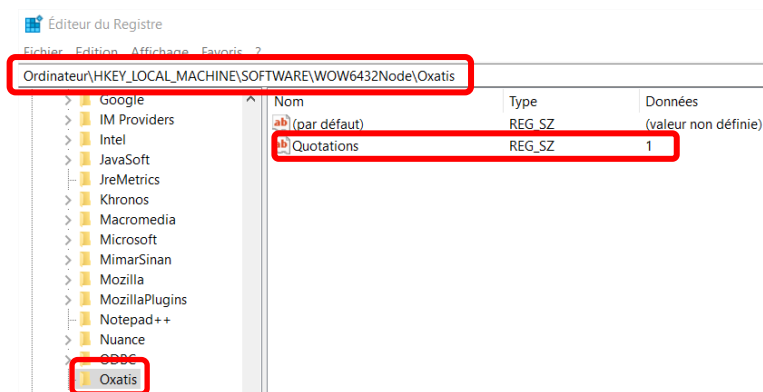 Éditeur du Registre
Fichier Edition Affichage Favoris ?
Ordinateur\HKEY_LOCAL_MACHINE\SOFTWARE\WOW6432Node\Oxatis
Google
IM Providers
Intel
JavaSoft
JreMetrics
Khronos
Macromedia
Microsoft
MimarSinan
Mozilla
MozillaPlugins
Notepad++
Nuance
ODBC
Oxatis
Nom Type Données
ab (par défaut) REG_SZ (valeur non définie)
ab Quotations REG_SZ 1